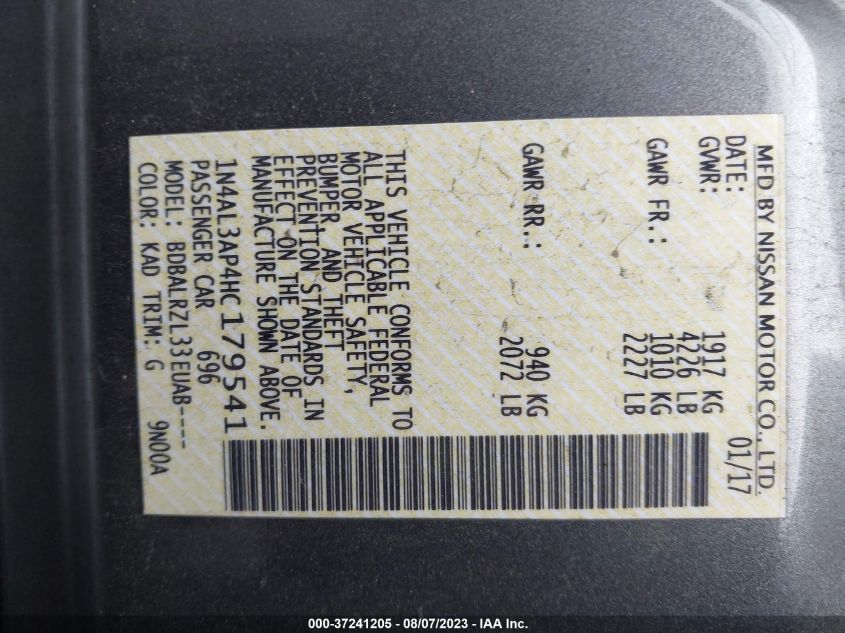 MFD BY NISSAN MOTOR CO., LTD.
DATE: 01/17
GVWR: 1917 KG
4226 LB
GAWR FR.: 1010 KG
2227 LB
GAWR RR.: 940 KG
2072 LB
THIS VEHICLE CONFORMS TO
ALL APPLICABLE FEDERAL
MOTOR VEHICLE SAFETY,
BUMPER, AND THEFT
PREVENTION STANDARDS IN
EFFECT ON THE DATE OF
MANUFACTURE SHOWN ABOVE.
1N4AL3AP4HC179541
PASSENGER CAR 696
MODEL: BDBALRZL33EUAB----
COLOR: KAD TRIM: G 9N00A
000-37241205 - 08/07/2023 - IAA Inc.